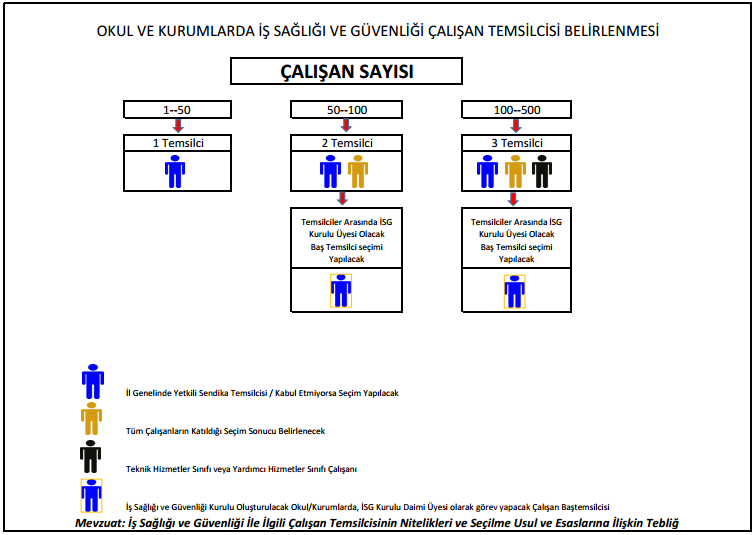 OKUL VE KURUMLARDA İŞ SAĞLIĞI VE GÜVENLİĞİ ÇALIŞAN TEMSİLCİSİ BELİRLENMESİ
ÇALIŞAN SAYISI
1--50
50--100
100--500
1 Temsilci
2 Temsilci
3 Temsilci
Temsilciler Arasında İSG
Kurulu Üyesi Olacak
Baş Temsilci seçimi
Yapılacak
Temsilciler Arasında İSG
Kurulu Üyesi Olacak
Baş Temsilci seçimi
Yapılacak
İl Genelinde Yetkili Sendika Temsilcisi / Kabul Etmiyorsa Seçim Yapılacak
Tüm Çalışanların Katıldığı Seçim Sonucu Belirlenecek
Teknik Hizmetler Sınıfı veya Yardımcı Hizmetler Sınıfı Çalışanı
İş Sağlığı ve Güvenliği Kurulu Oluşturulacak Okul/Kurumlarda, İSG Kurulu Daimi Üyesi olarak görev yapacak Çalışan Baştemsilcisi
Mevzuat: İş Sağlığı ve Güvenliği İle İlgili Çalışan Temsilcisinin Nitelikleri ve Seçilme Usul ve Esaslarına İlişkin Tebliğ